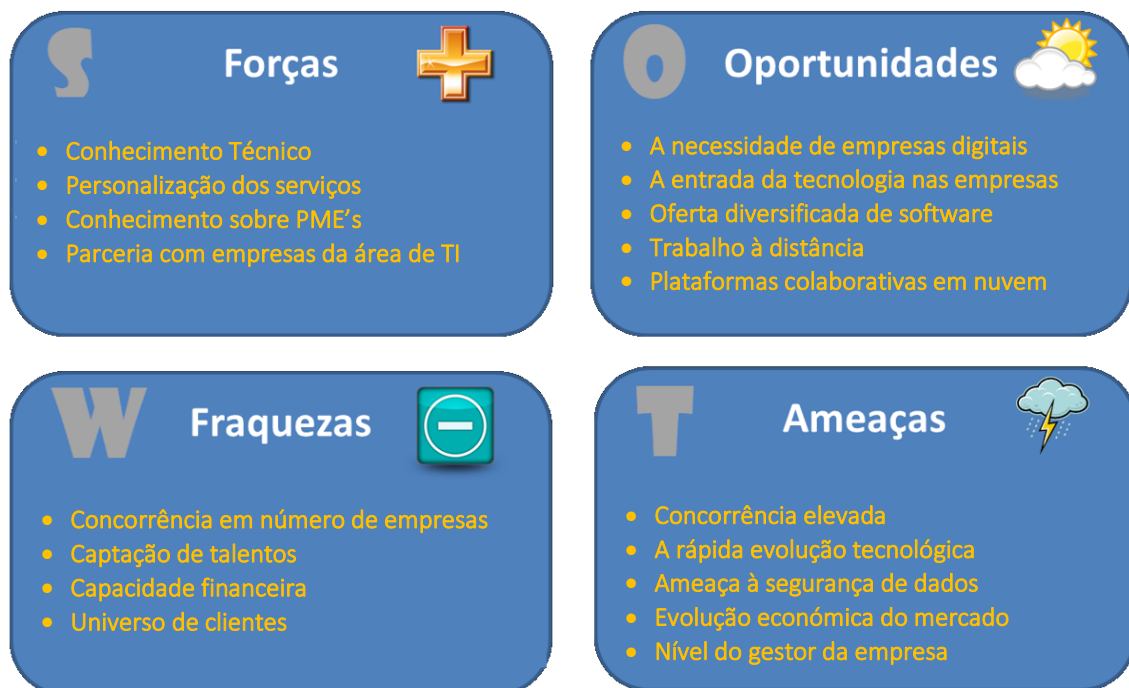 S Forças
• Conhecimento Técnico
• Personalização dos serviços
• Conhecimento sobre PME’s
• Parceria com empresas da área de TI
O Oportunidades
• A necessidade de empresas digitais
• A entrada da tecnologia nas empresas
• Oferta diversificada de software
• Trabalho à distância
• Plataformas colaborativas em nuvem
W Fraquezas
• Concorrência em número de empresas
• Captação de talentos
• Capacidade financeira
• Universo de clientes
T Ameaças
• Concorrência elevada
• A rápida evolução tecnológica
• Ameaça à segurança de dados
• Evolução económica do mercado
• Nível do gestor da empresa